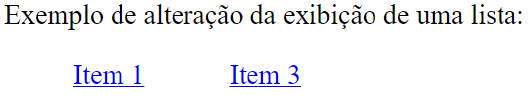 Exemplo de alteração da exibição de uma lista:
Item 1 Item 3